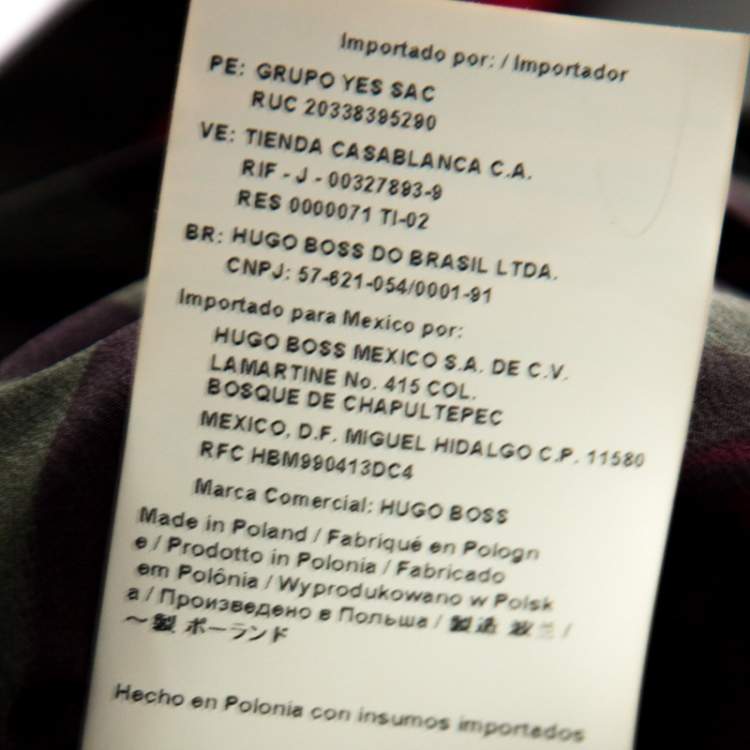 Importado por: / Importador
PE: GRUPO YES SAC
RUC 20338395290
VE: TIENDA CASABLANCA C.A.
RIF - J - 00327893-9
RES 0000071 TI-02
BR: HUGO BOSS DO BRASIL LTDA.
CNPJ: 57-621-054/0001-91
Importado para Mexico por:
HUGO BOSS MEXICO S.A. DE C.V.
LAMARTINE No. 415 COL.
BOSQUE DE CHAPULTEPEC
MEXICO, D.F. MIGUEL HIDALGO C.P. 11580
RFC HBM990413DC4
Marca Comercial: HUGO BOSS
Made in Poland / Fabriqué en Pologn
e / Prodotto in Polonia / Fabricado
em Polônia / Wyprodukowano w Polsk
a / Произведено в Польша / 製造 波兰 /
～製 ポーランド
Hecho en Polonia con insumos importados